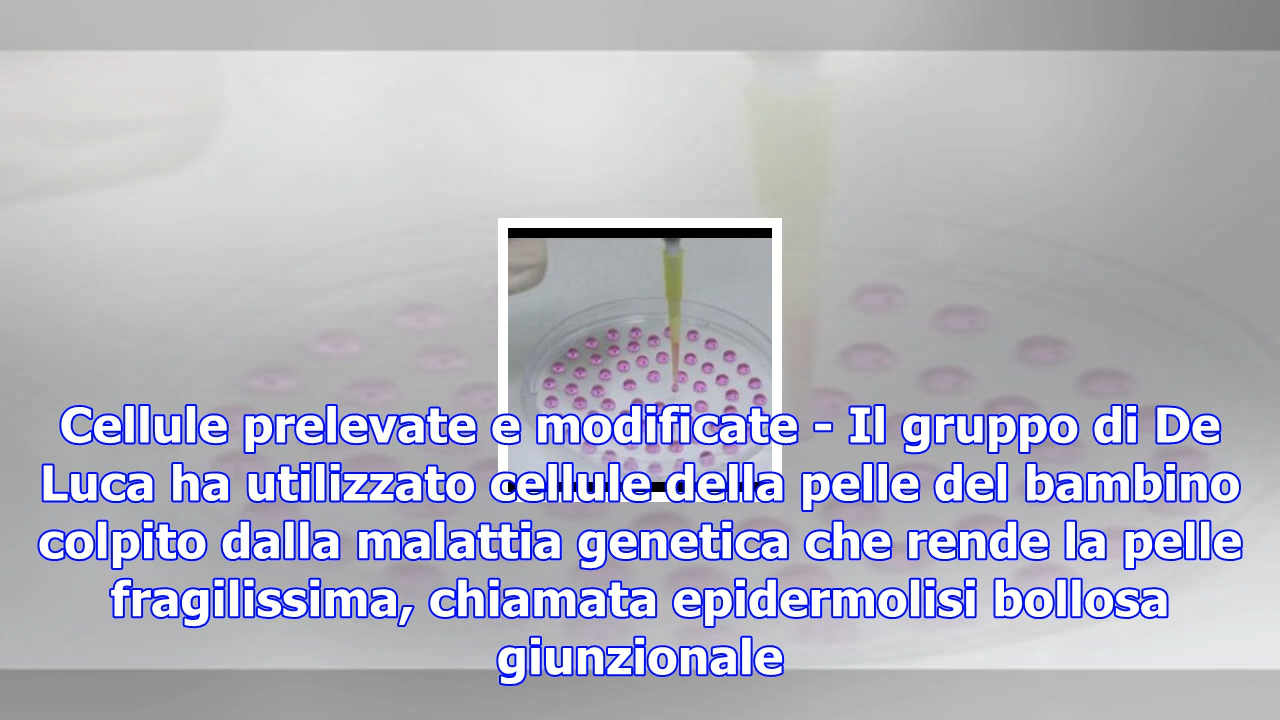 Cellule prelevate e modificate - Il gruppo di De
Luca ha utilizzato cellule della pelle del bambino
colpito dalla malattia genetica che rende la pelle
fragilissima, chiamata epidermolisi bollosa
giunzionale